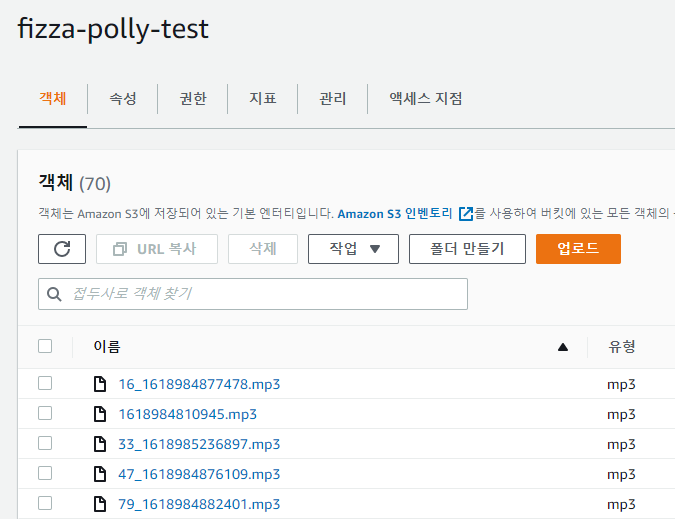 fizza-polly-test
객체 속성 권한 지표 관리 액세스 지점
객체 (70)
객체는 Amazon S3에 저장되어 있는 기본 엔터티입니다. Amazon S3 인벤토리 를 사용하여 버킷에 있는 모든 객체의
URL 복사 삭제 작업 폴더 만들기 업로드
접두사로 객체 찾기
이름 유형
16_1618984877478.mp3 mp3
1618984810945.mp3 mp3
33_1618985236897.mp3 mp3
47_1618984876109.mp3 mp3
79_1618984882401.mp3 mp3